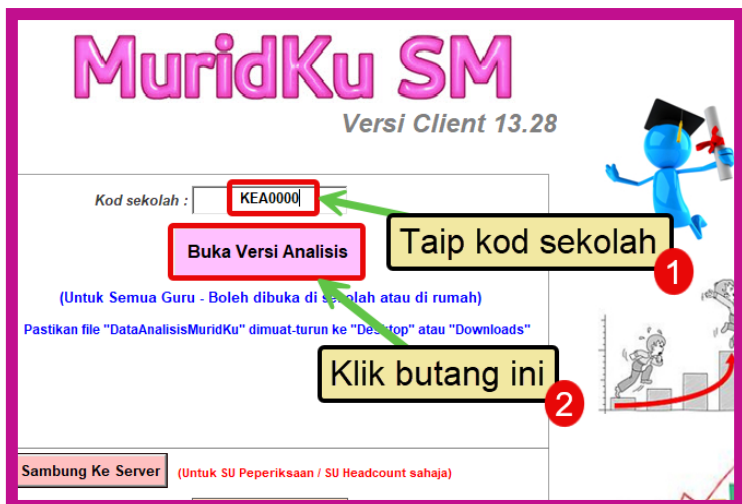 MuridKu SM
Versi Client 13.28
Kod sekolah : KEA0000
Buka Versi Analisis
Taip kod sekolah
1
(Untuk Semua Guru - Boleh dibuka di sekolah atau di rumah)
Pastikan file "DataAnalisisMuridKu" dimuat-turun ke "Desktop" atau "Downloads"
Klik butang ini
2
Sambung Ke Server (Untuk SU Peperiksaan / SU Headcount sahaja)